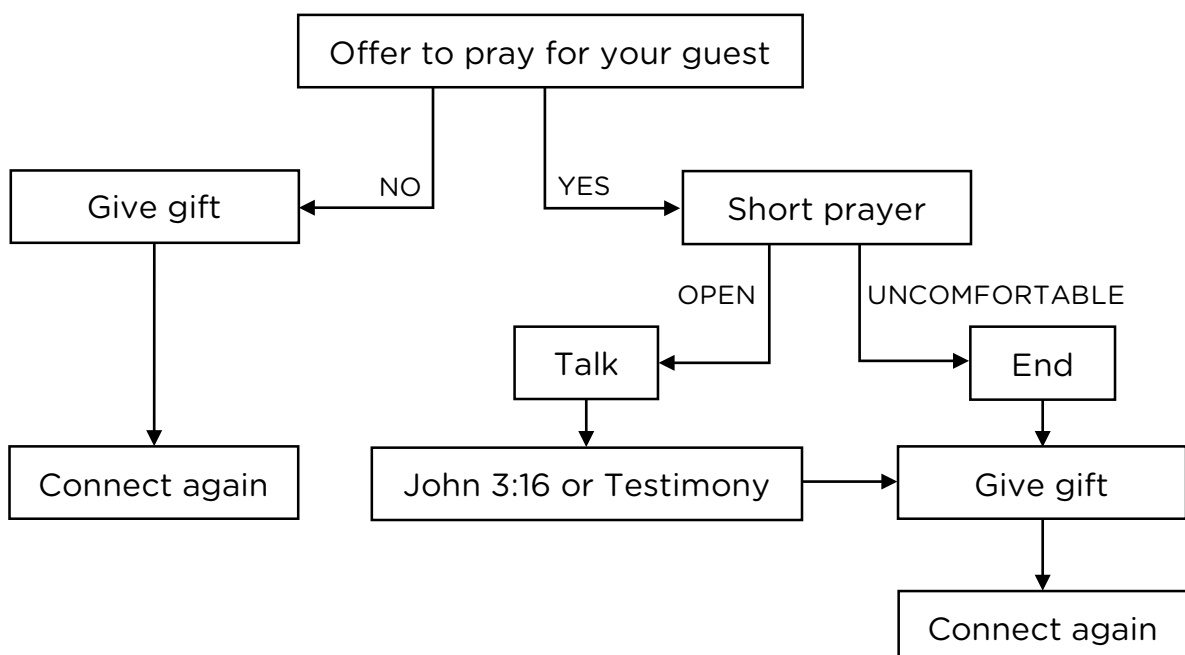 Offer to pray for your guest
NO
YES
Give gift
Short prayer
OPEN
UNCOMFORTABLE
Talk
End
Connect again
John 3:16 or Testimony
Give gift
Connect again